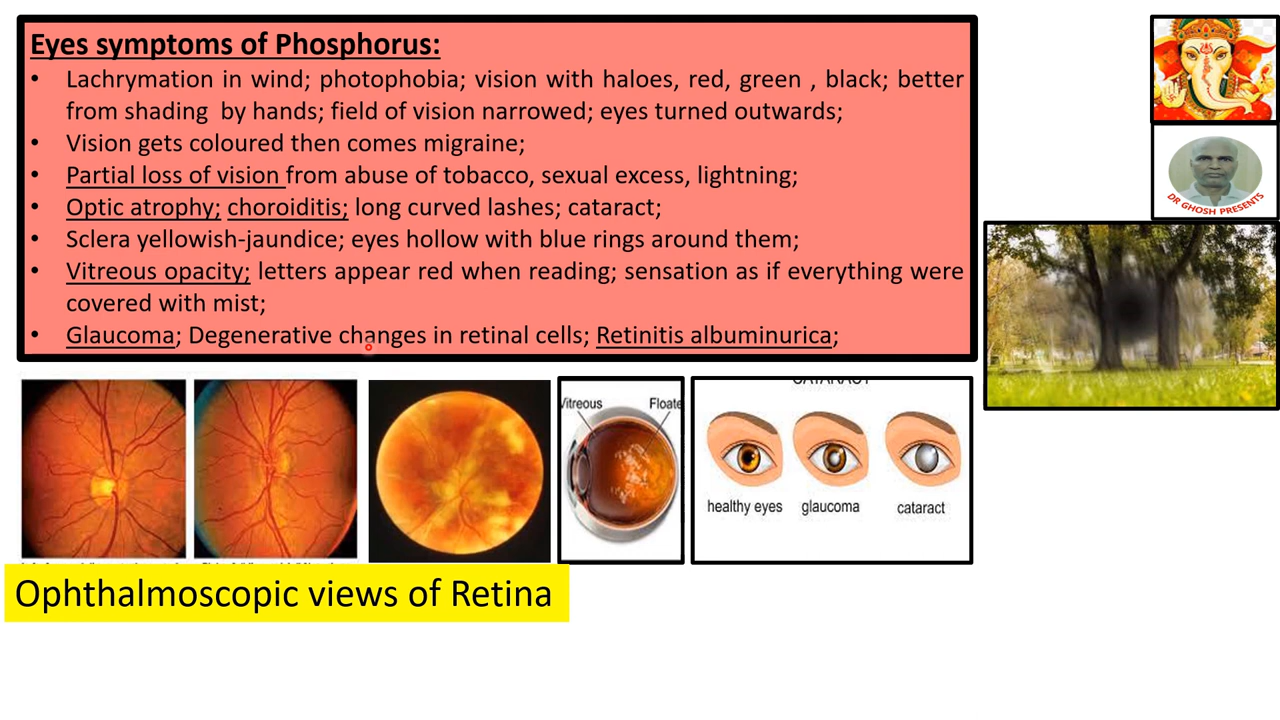 Eyes symptoms of Phosphorus:
• Lachrymation in wind; photophobia; vision with haloes, red, green , black; better
from shading by hands; field of vision narrowed; eyes turned outwards;
• Vision gets coloured then comes migraine;
• Partial loss of vision from abuse of tobacco, sexual excess, lightning;
• Optic atrophy; choroiditis; long curved lashes; cataract;
• Sclera yellowish-jaundice; eyes hollow with blue rings around them;
• Vitreous opacity; letters appear red when reading; sensation as if everything were
covered with mist;
• Glaucoma; Degenerative changes in retinal cells; Retinitis albuminurica;
DR GHOSH PRESENTS
Vitreous Floate
CATARACT
healthy eyes glaucoma cataract
Ophthalmoscopic views of Retina